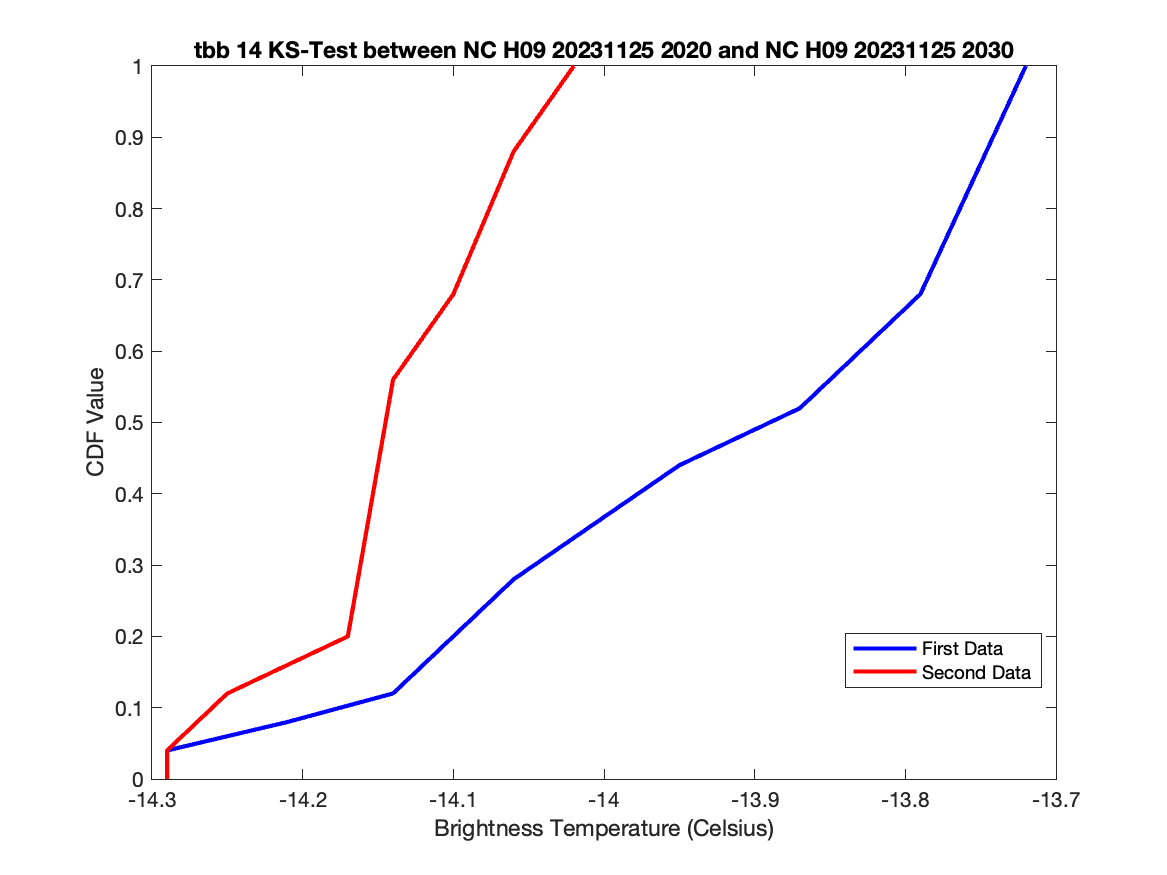 tbb 14 KS-Test between NC H09 20231125 2020 and NC H09 20231125 2030
1
0.9
0.8
0.7
0.6
0.5
0.4
0.3
0.2
0.1
0
CDF Value
First Data
Second Data
-14.3 -14.2 -14.1 -14 -13.9 -13.8 -13.7
Brightness Temperature (Celsius)